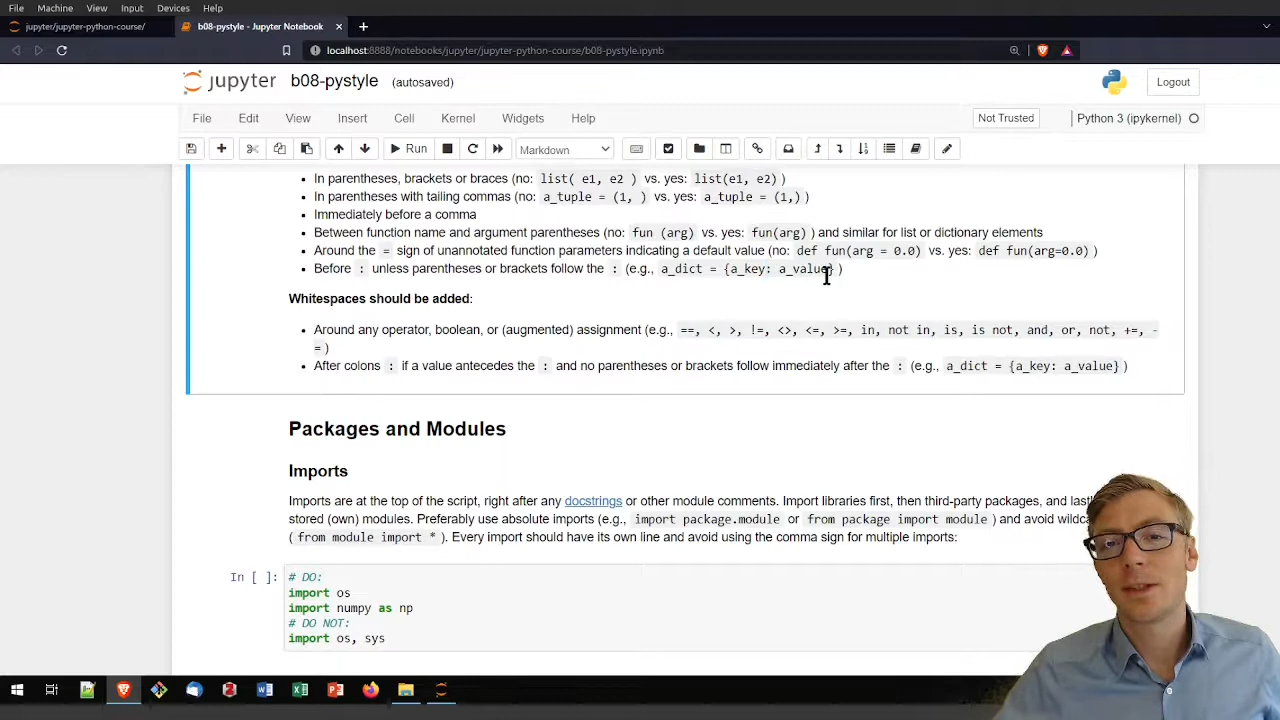 File Machine View Input Devices Help
jupyter/jupyter-python-course/ b08-pystyle - Jupyter Notebook
localhost:8888/notebooks/jupyter/jupyter-python-course/b08-pystyle.ipynb
jupyter b08-pystyle (autosaved) Logout
File Edit View Insert Cell Kernel Widgets Help Not Trusted Python 3 (ipykernel)
Run Markdown
In parentheses, brackets or braces (no: list( e1, e2 ) vs. yes: list(e1, e2))
In parentheses with tailing commas (no: a_tuple = (1, ) vs. yes: a_tuple = (1,))
Immediately before a comma
Between function name and argument parentheses (no: fun (arg) vs. yes: fun(arg)) and similar for list or dictionary elements
Around the = sign of unannotated function parameters indicating a default value (no: def fun(arg = 0.0) vs. yes: def fun(arg=0.0))
Before : unless parentheses or brackets follow the : (e.g., a_dict = {a_key: a_value})
Whitespaces should be added:
Around any operator, boolean, or (augmented) assignment (e.g., ==, <, >, !=, <>, <=, >=, in, not in, is, is not, and, or, not, +=, -
=)
After colons : if a value antecedes the : and no parentheses or brackets follow immediately after the : (e.g., a_dict = {a_key: a_value})
Packages and Modules
Imports
Imports are at the top of the script, right after any docstrings or other module comments. Import libraries first, then third-party packages, and
stored (own) modules. Preferably use absolute imports (e.g., import package.module or from package import module) and avoid
(from module import *). Every import should have its own line and avoid using the comma sign for multiple imports:
In [ ]: # DO:
import os
import numpy as np
# DO NOT:
import os, sys